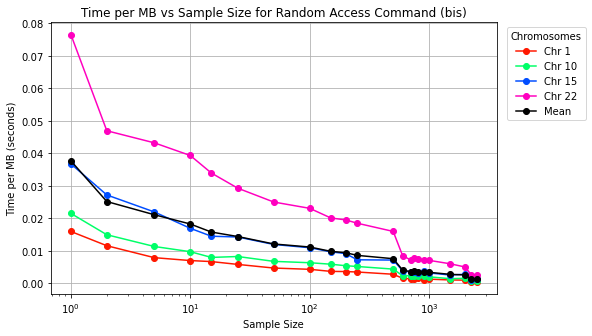 Time per MB vs Sample Size for Random Access Command (bis)
Chromosomes
Chr 1
Chr 10
Chr 15
Chr 22
Mean
Time per MB (seconds)
0.08
0.07
0.06
0.05
0.04
0.03
0.02
0.01
0.00
10⁰
10¹
10²
10³
Sample Size